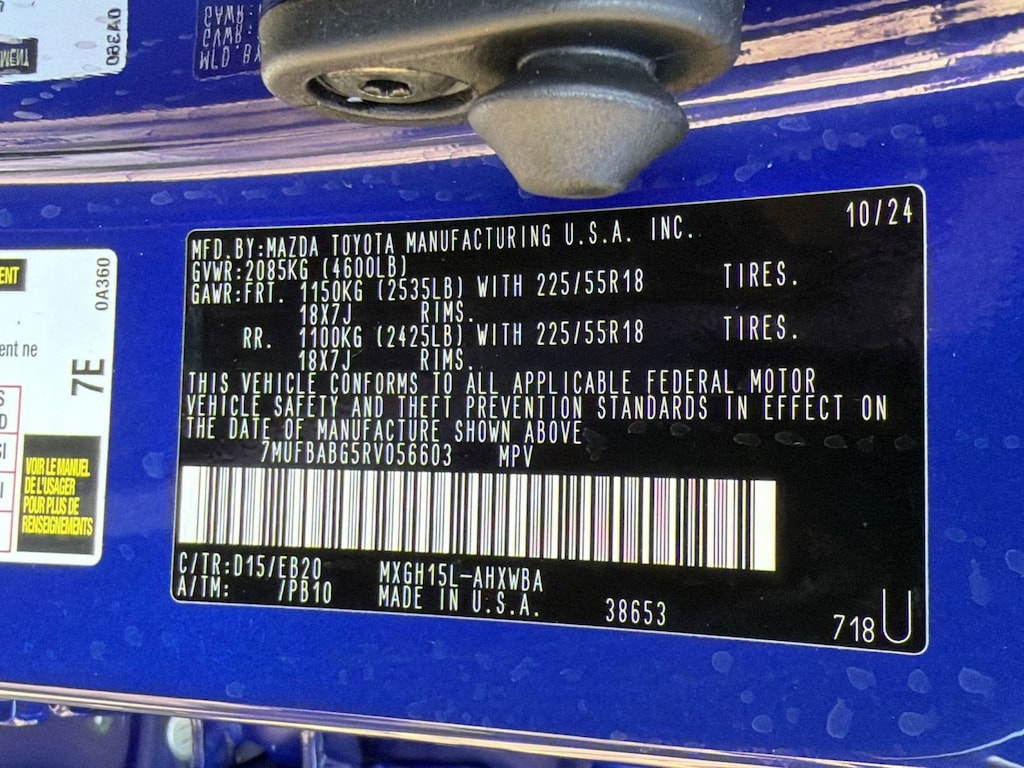 10/24
MFD.BY:MAZDA TOYOTA MANUFACTURING U.S.A. INC.
GVWR:2085KG (4600LB)
GAWR:FRT. 1150KG (2535LB) WITH 225/55R18 TIRES.
18X7J RIMS.
RR. 1100KG (2425LB) WITH 225/55R18 TIRES.
18X7J RIMS.
THIS VEHICLE CONFORMS TO ALL APPLICABLE FEDERAL MOTOR
VEHICLE SAFETY AND THEFT PREVENTION STANDARDS IN EFFECT ON
THE DATE OF MANUFACTURE SHOWN ABOVE
7MUFBABG5RV056603 MPV
C/TR:D15/EB20 MXGH15L-AHXWBA
A/TM: /PB10 MADE IN U.S.A. 38653
718 U
0A360
ENT
ent ne
7E
VOIR LE MANUEL
DE L'USAGER
POUR PLUS DE
RENSEIGNEMENTS